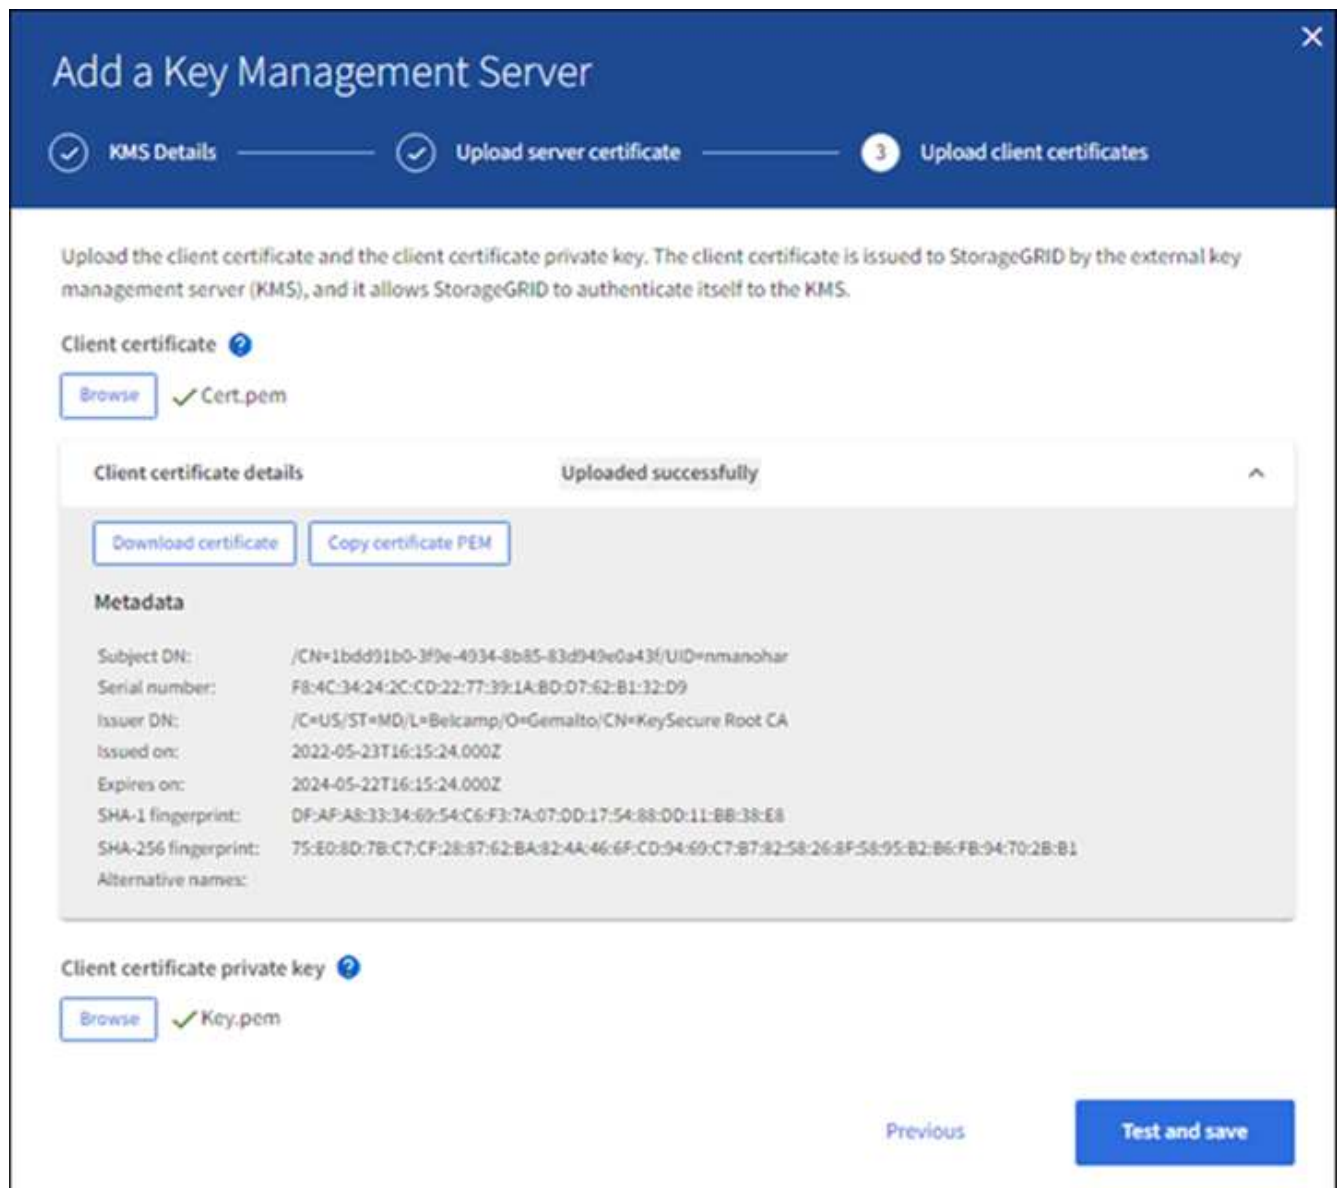 Add a Key Management Server
KMS Details
Upload server certificate
3
Upload client certificates
Upload the client certificate and the client certificate private key. The client certificate is issued to StorageGRID by the external key
management server (KMS), and it allows StorageGRID to authenticate itself to the KMS.
Client certificate ?
Browse Cert.pem
Client certificate details Uploaded successfully
Download certificate Copy certificate PEM
Metadata
Subject DN: /CN=1bdd91b0-3f9e-4934-8b85-83d949e0a43f/UID=nmanohar
Serial number: F8:4C:34:24:2C:CD:22:77:39:1A:BD:D7:62:B1:32:D9
Issuer DN: /C=US/ST=MD/L=Belcamp/O=Gemalto/CN=KeySecure Root CA
Issued on: 2022-05-23T16:15:24.000Z
Expires on: 2024-05-22T16:15:24.000Z
SHA-1 fingerprint: DF:AF:A8:33:34:69:54:C6:F3:7A:07:DD:17:54:88:DD:11:BB:38:E8
SHA-256 fingerprint: 75:E0:8D:7B:C7:CF:28:87:62:BA:82:4A:46:6F:CD:94:69:C7:B7:82:58:26:8F:58:95:B2:B6:FB:94:70:2B:B1
Alternative names:
Client certificate private key ?
Browse Key.pem
Previous Test and save